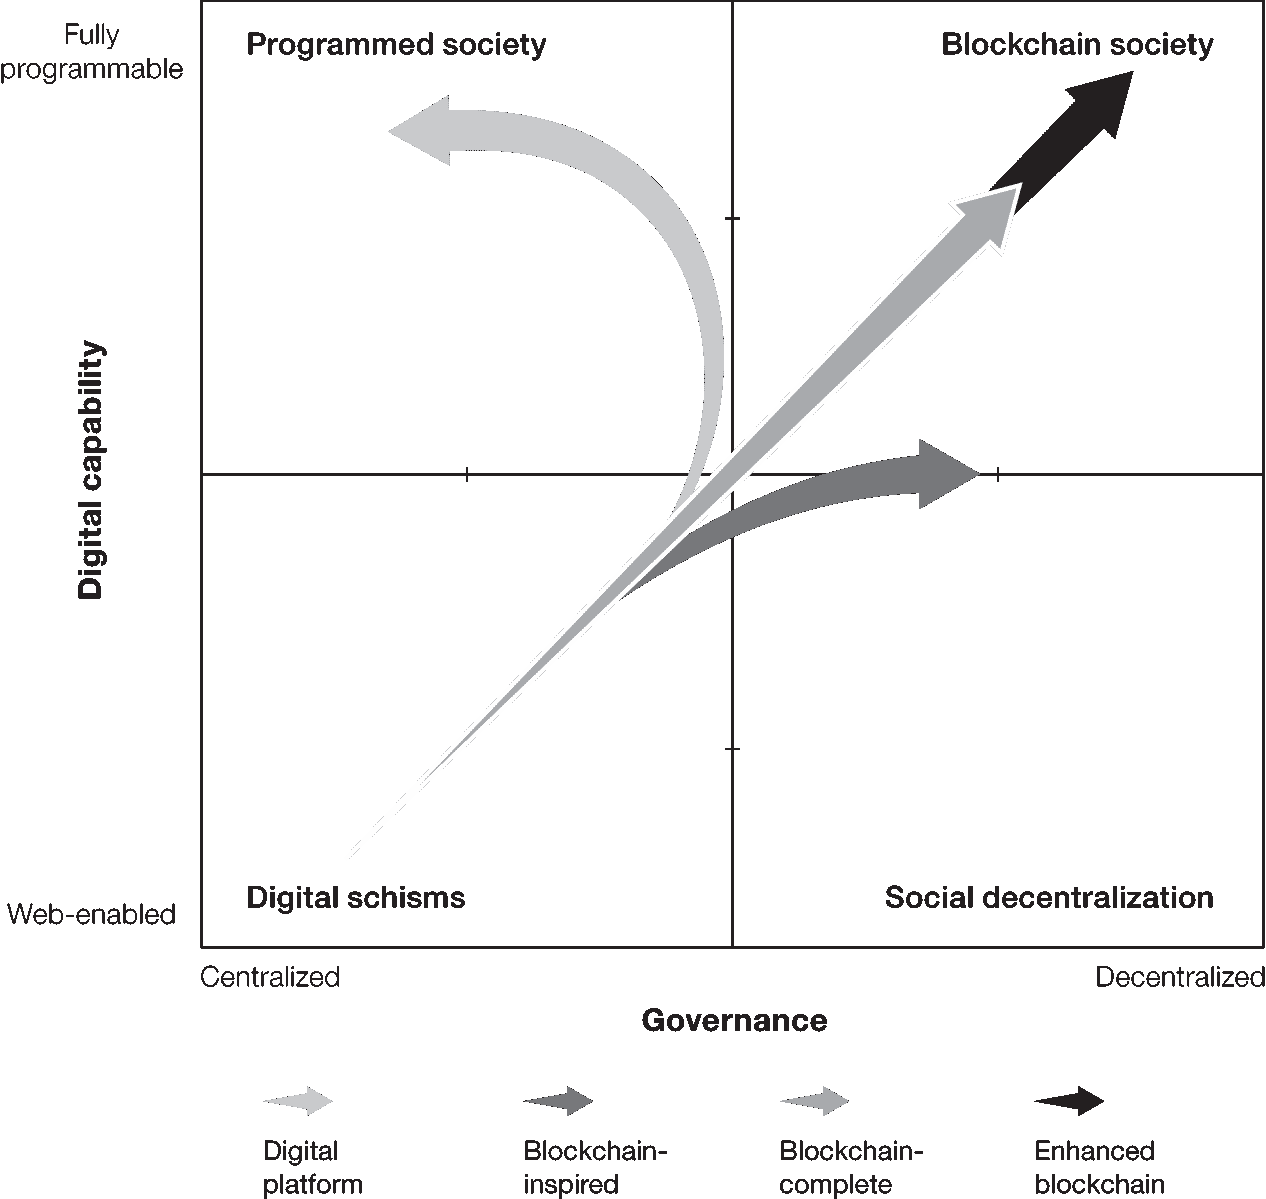 Fully
programmable
Programmed society
Blockchain society
Digital capability
Web-enabled
Digital schisms
Social decentralization
Centralized
Decentralized
Governance
Digital
platform
Blockchain-
inspired
Blockchain-
complete
Enhanced
blockchain